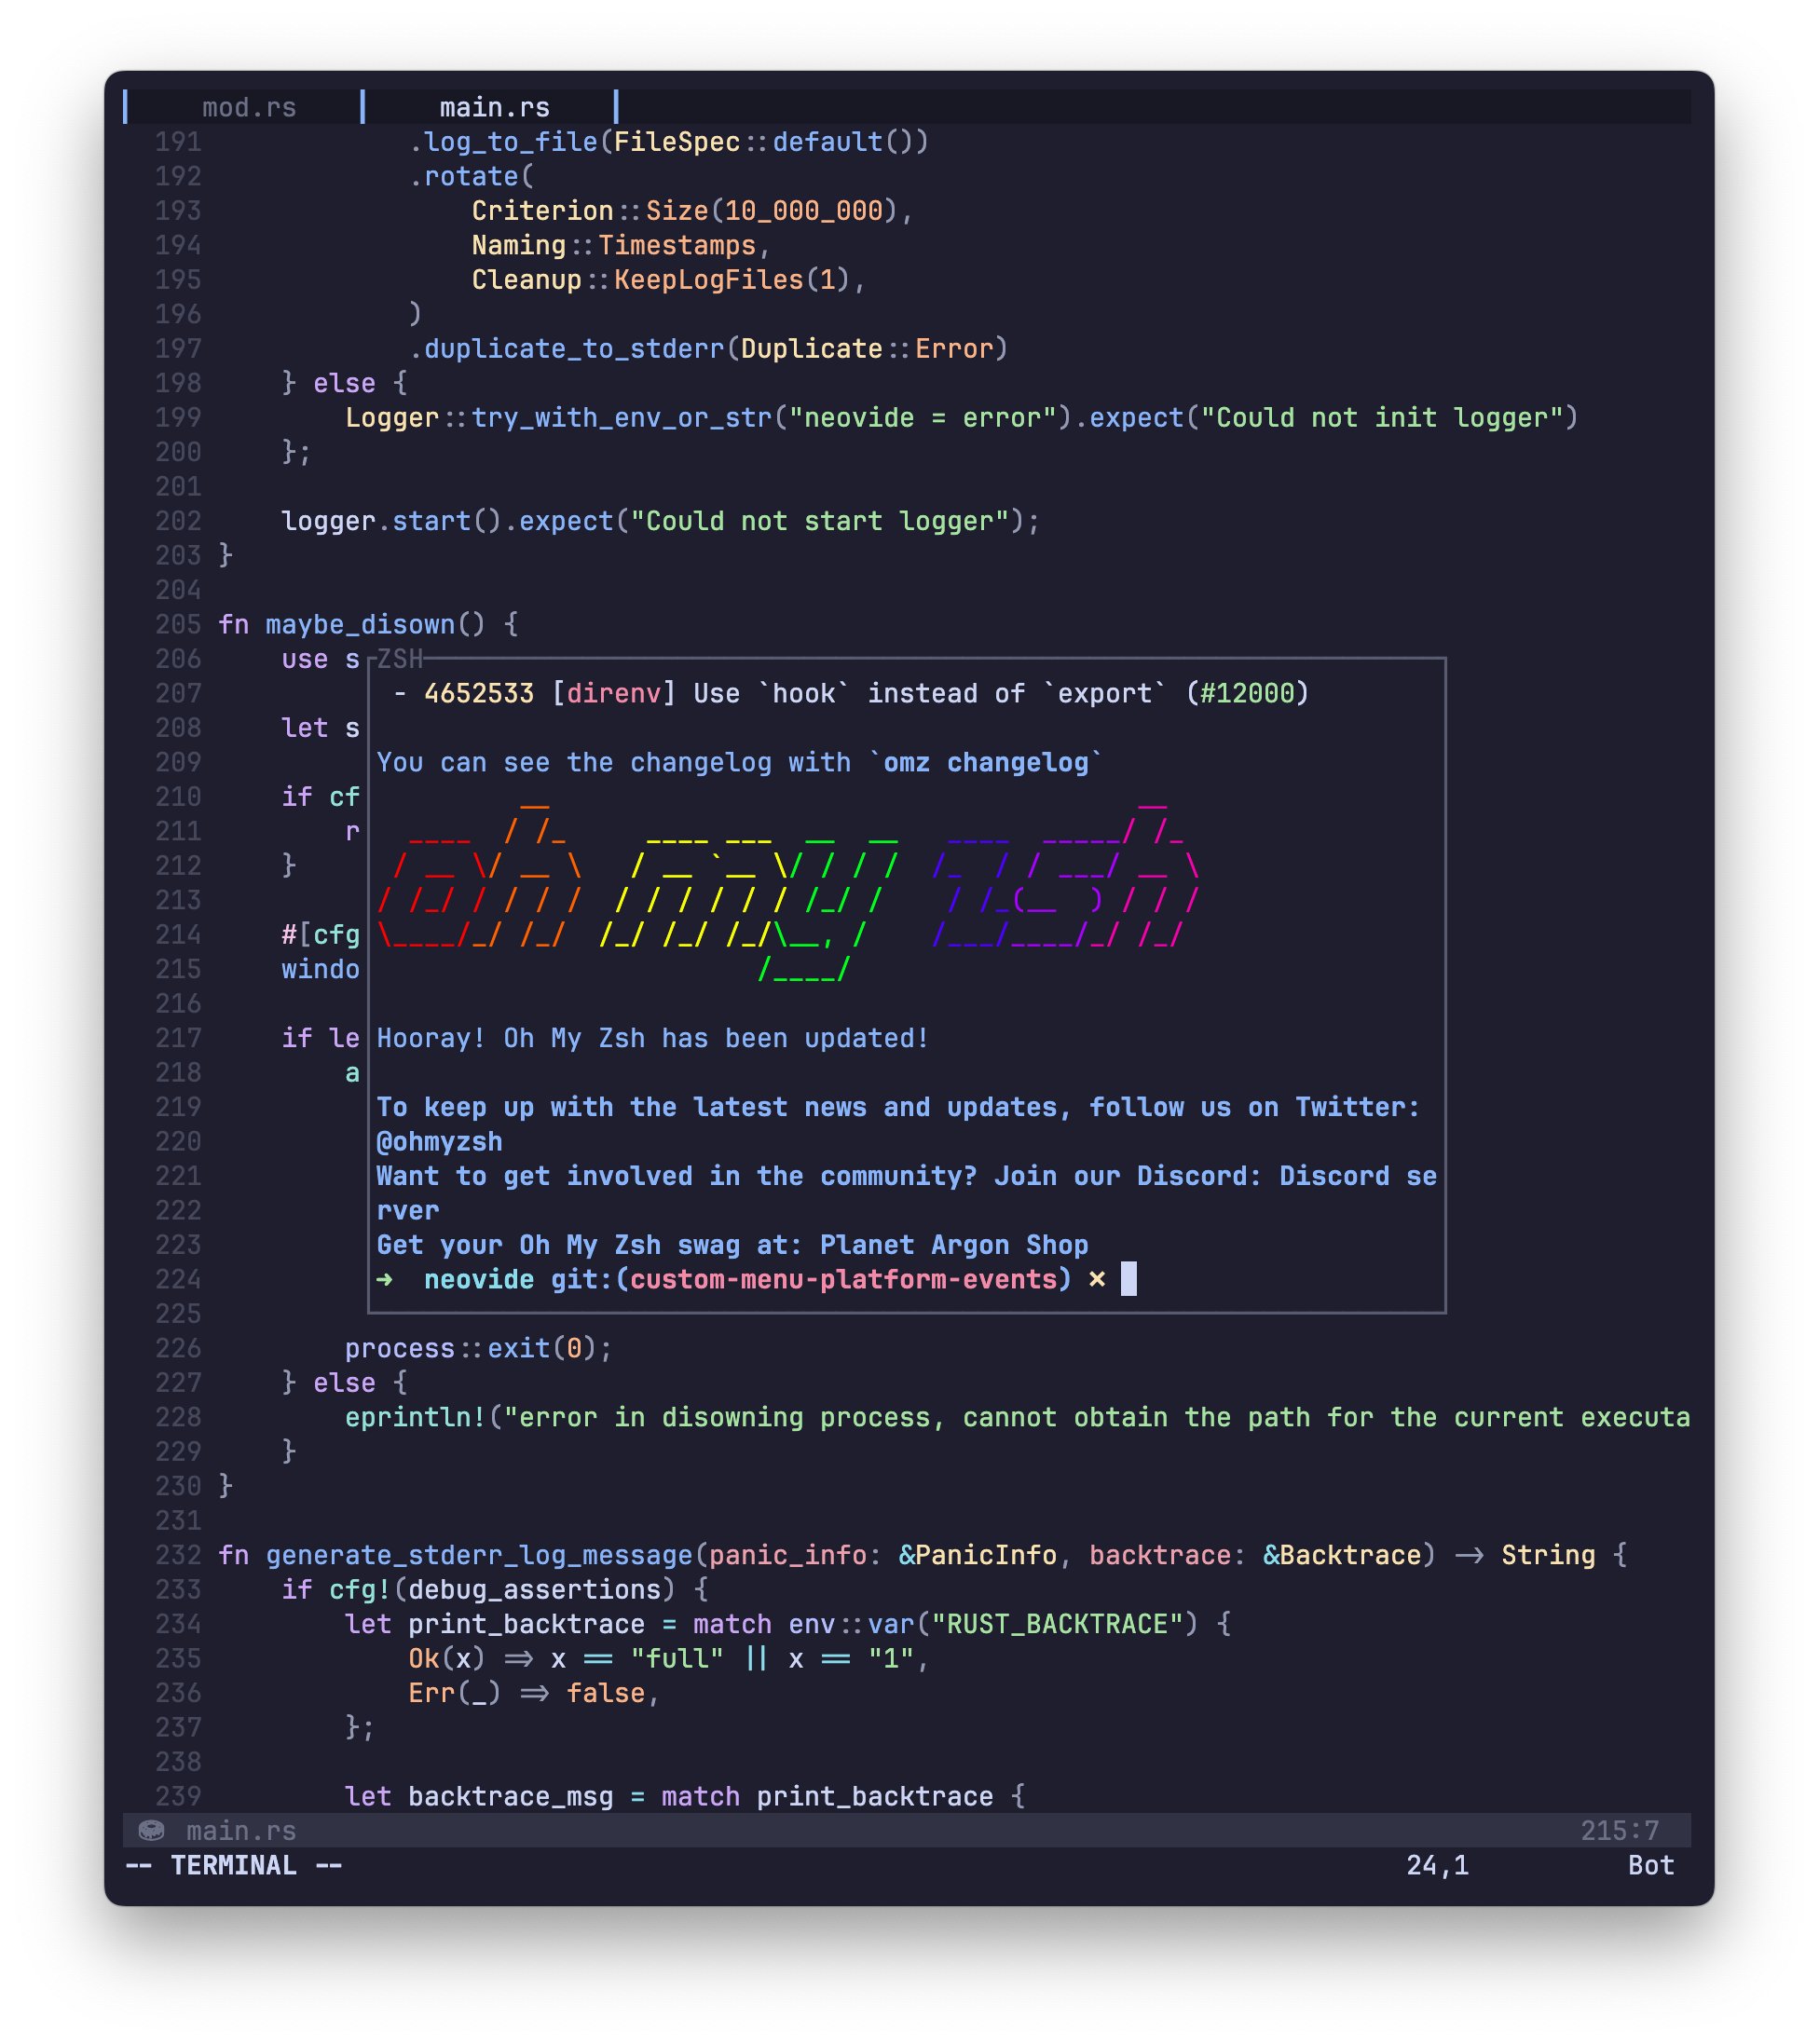 mod.rs main.rs
191             .log_to_file(FileSpec::default())
192             .rotate(
193                 Criterion::Size(10_000_000),
194                 Naming::Timestamps,
195                 Cleanup::KeepLogFiles(1),
196             )
197             .duplicate_to_stderr(Duplicate::Error)
198     } else {
199         Logger::try_with_env_or_str("neovide = error").expect("Could not init logger")
200     };
201
202     logger.start().expect("Could not start logger");
203 }
204
205 fn maybe_disown() {
206     use s
207
208     let s
209
210     if cf
211         r
212     }
213
214     #[cfg
215     windo
216
217     if le
218         a
219
220
221
222
223
224
225
ZSH
 - 4652533 [direnv] Use `hook` instead of `export` (#12000)
You can see the changelog with `omz changelog`
oh my zsh
Hooray! Oh My Zsh has been updated!
To keep up with the latest news and updates, follow us on Twitter:
@ohmyzsh
Want to get involved in the community? Join our Discord: Discord se
rver
Get your Oh My Zsh swag at: Planet Argon Shop
➜  neovide git:(custom-menu-platform-events) ✗
226         process::exit(0);
227     } else {
228         eprintln!("error in disowning process, cannot obtain the path for the current executa
229     }
230 }
231
232 fn generate_stderr_log_message(panic_info: &PanicInfo, backtrace: &Backtrace) -> String {
233     if cfg!(debug_assertions) {
234         let print_backtrace = match env::var("RUST_BACKTRACE") {
235             Ok(x) => x == "full" || x == "1",
236             Err(_) => false,
237         };
238
239         let backtrace_msg = match print_backtrace {
main.rs 215:7
-- TERMINAL -- 24,1 Bot